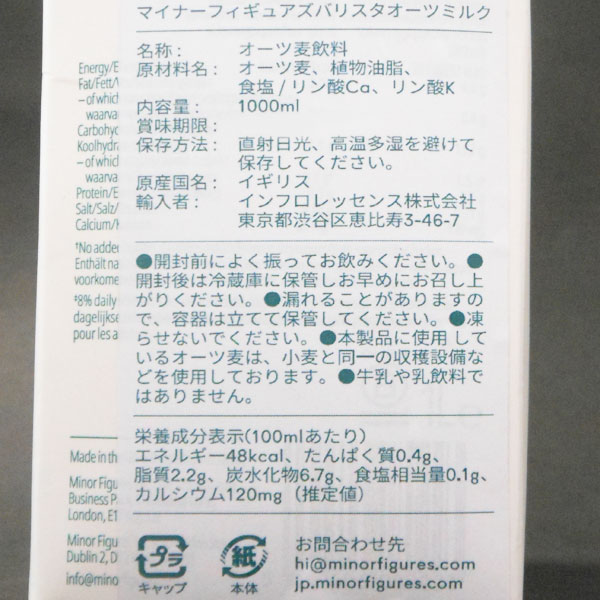 マイナーフィギュアズバリスタオーツミルク
名称： オーツ麦飲料
原材料名： オーツ麦、植物油脂、
食塩 / リン酸Ca、リン酸K
内容量： 1000ml
賞味期限：
保存方法： 直射日光、高温多湿を避けて
保存してください。
原産国名： イギリス
輸入者： インフロレッセンス株式会社
東京都渋谷区恵比寿3-46-7
●開封前によく振ってお飲みください。●
開封後は冷蔵庫に保管しお早めにお召し上
がりください。●漏れることがありますの
で、容器は立てて保管してください。●凍
らせないでください。●本製品に使用 して
いるオーツ麦は、小麦と同一の収穫設備な
どを使用しております。●牛乳や乳飲料で
はありません。
栄養成分表示(100mlあたり)
エネルギー48kcal、たんぱく質0.4g、
脂質2.2g、炭水化物6.7g、食塩相当量0.1g、
カルシウム120mg（推定値）
プラ
キャップ
紙
本体
お問合わせ先
hi@minorfigures.com
jp.minorfigures.com
Energy/E
Fat/Fett/
– of which
waarva
Carbohyd
Koolhydra
– of which
waarva
Protein/E
Salt/Salz/
Calcium/K
†No added
Enthält na
voorkome
‡8% daily
dagelijkse
pour les a
Made in th
Minor Figu
Business P
London, E1
Minor Figu
Dublin 2, D
info@mino